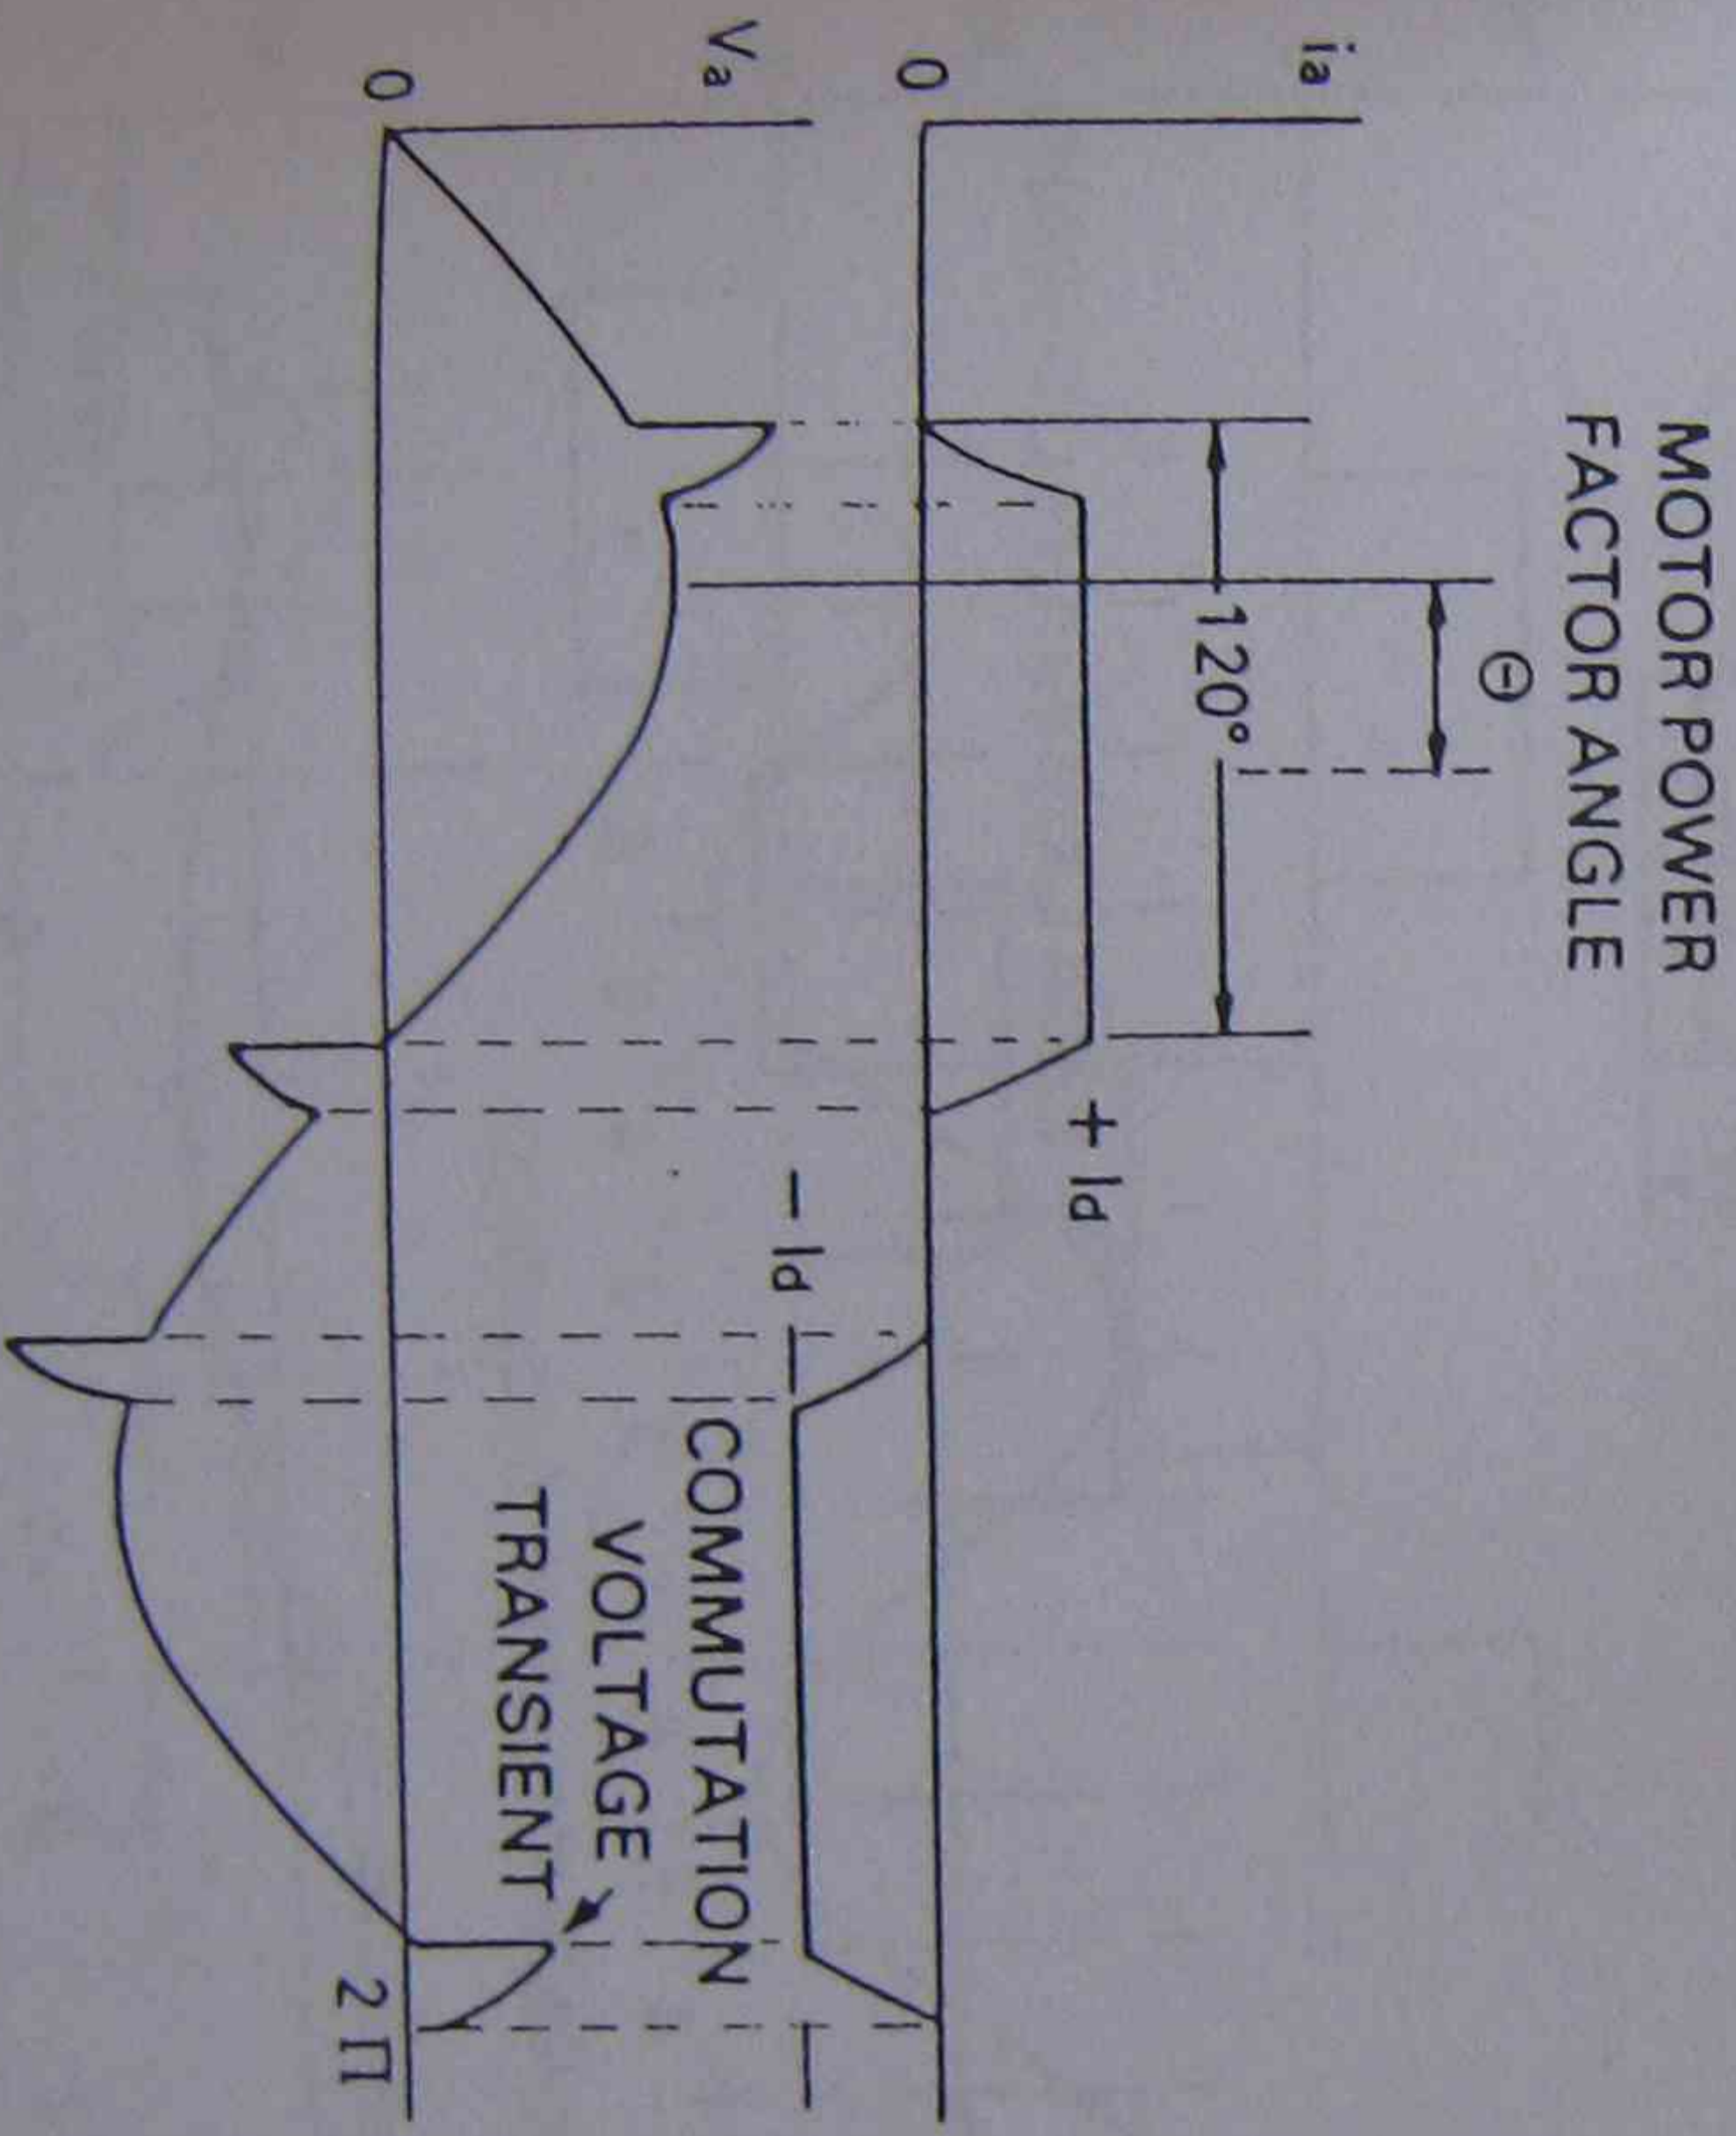 MOTOR POWER
FACTOR ANGLE
Θ
120°
ia
0
+ Id
- Id
Va
0
COMMUTATION
VOLTAGE
TRANSIENT
2 Π